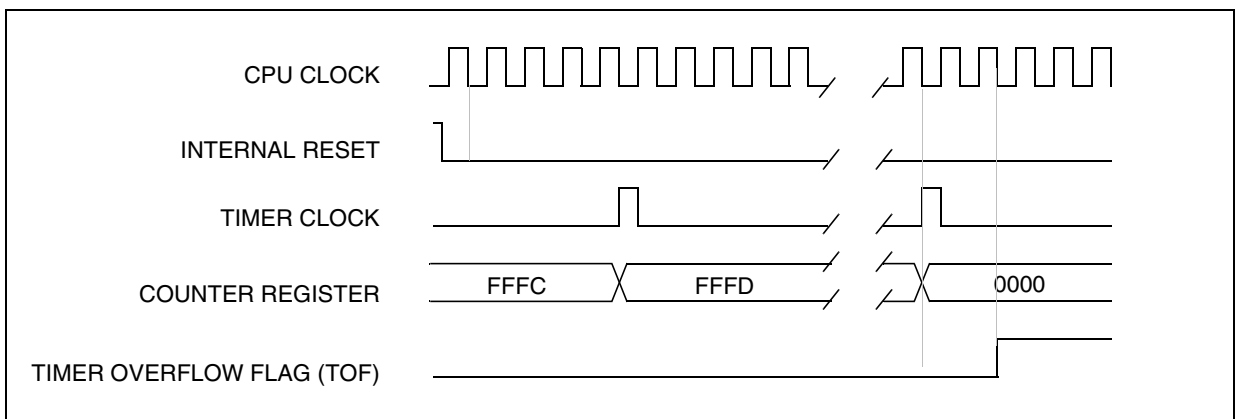 CPU CLOCK
INTERNAL RESET
TIMER CLOCK
COUNTER REGISTER FFFC FFFD 0000
TIMER OVERFLOW FLAG (TOF)